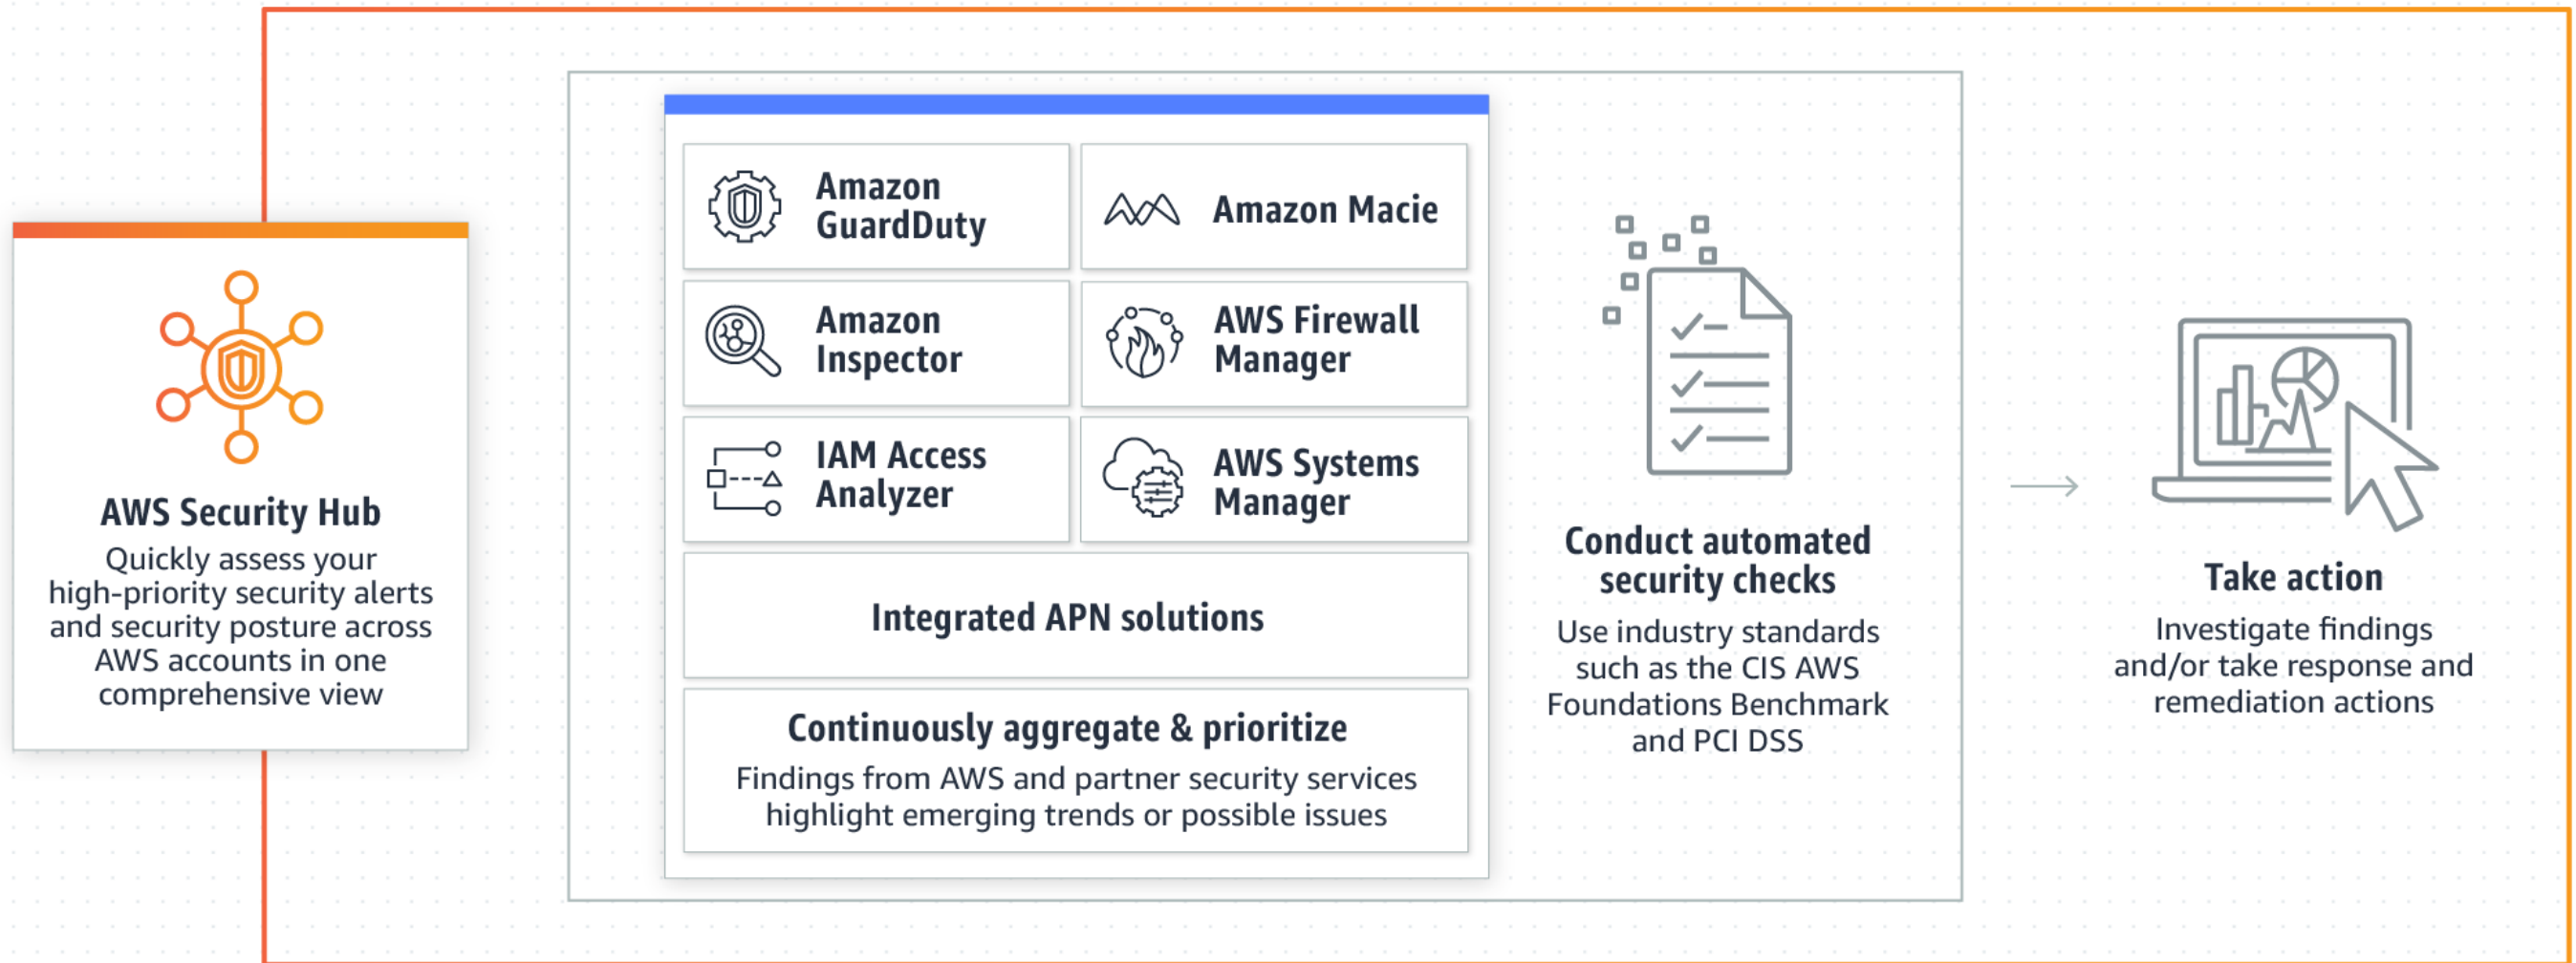 AWS Security Hub
Quickly assess your
high-priority security alerts
and security posture across
AWS accounts in one
comprehensive view
Amazon
GuardDuty
Amazon Macie
Amazon
Inspector
AWS Firewall
Manager
IAM Access
Analyzer
AWS Systems
Manager
Integrated APN solutions
Continuously aggregate & prioritize
Findings from AWS and partner security services
highlight emerging trends or possible issues
Conduct automated
security checks
Use industry standards
such as the CIS AWS
Foundations Benchmark
and PCI DSS
Take action
Investigate findings
and/or take response and
remediation actions